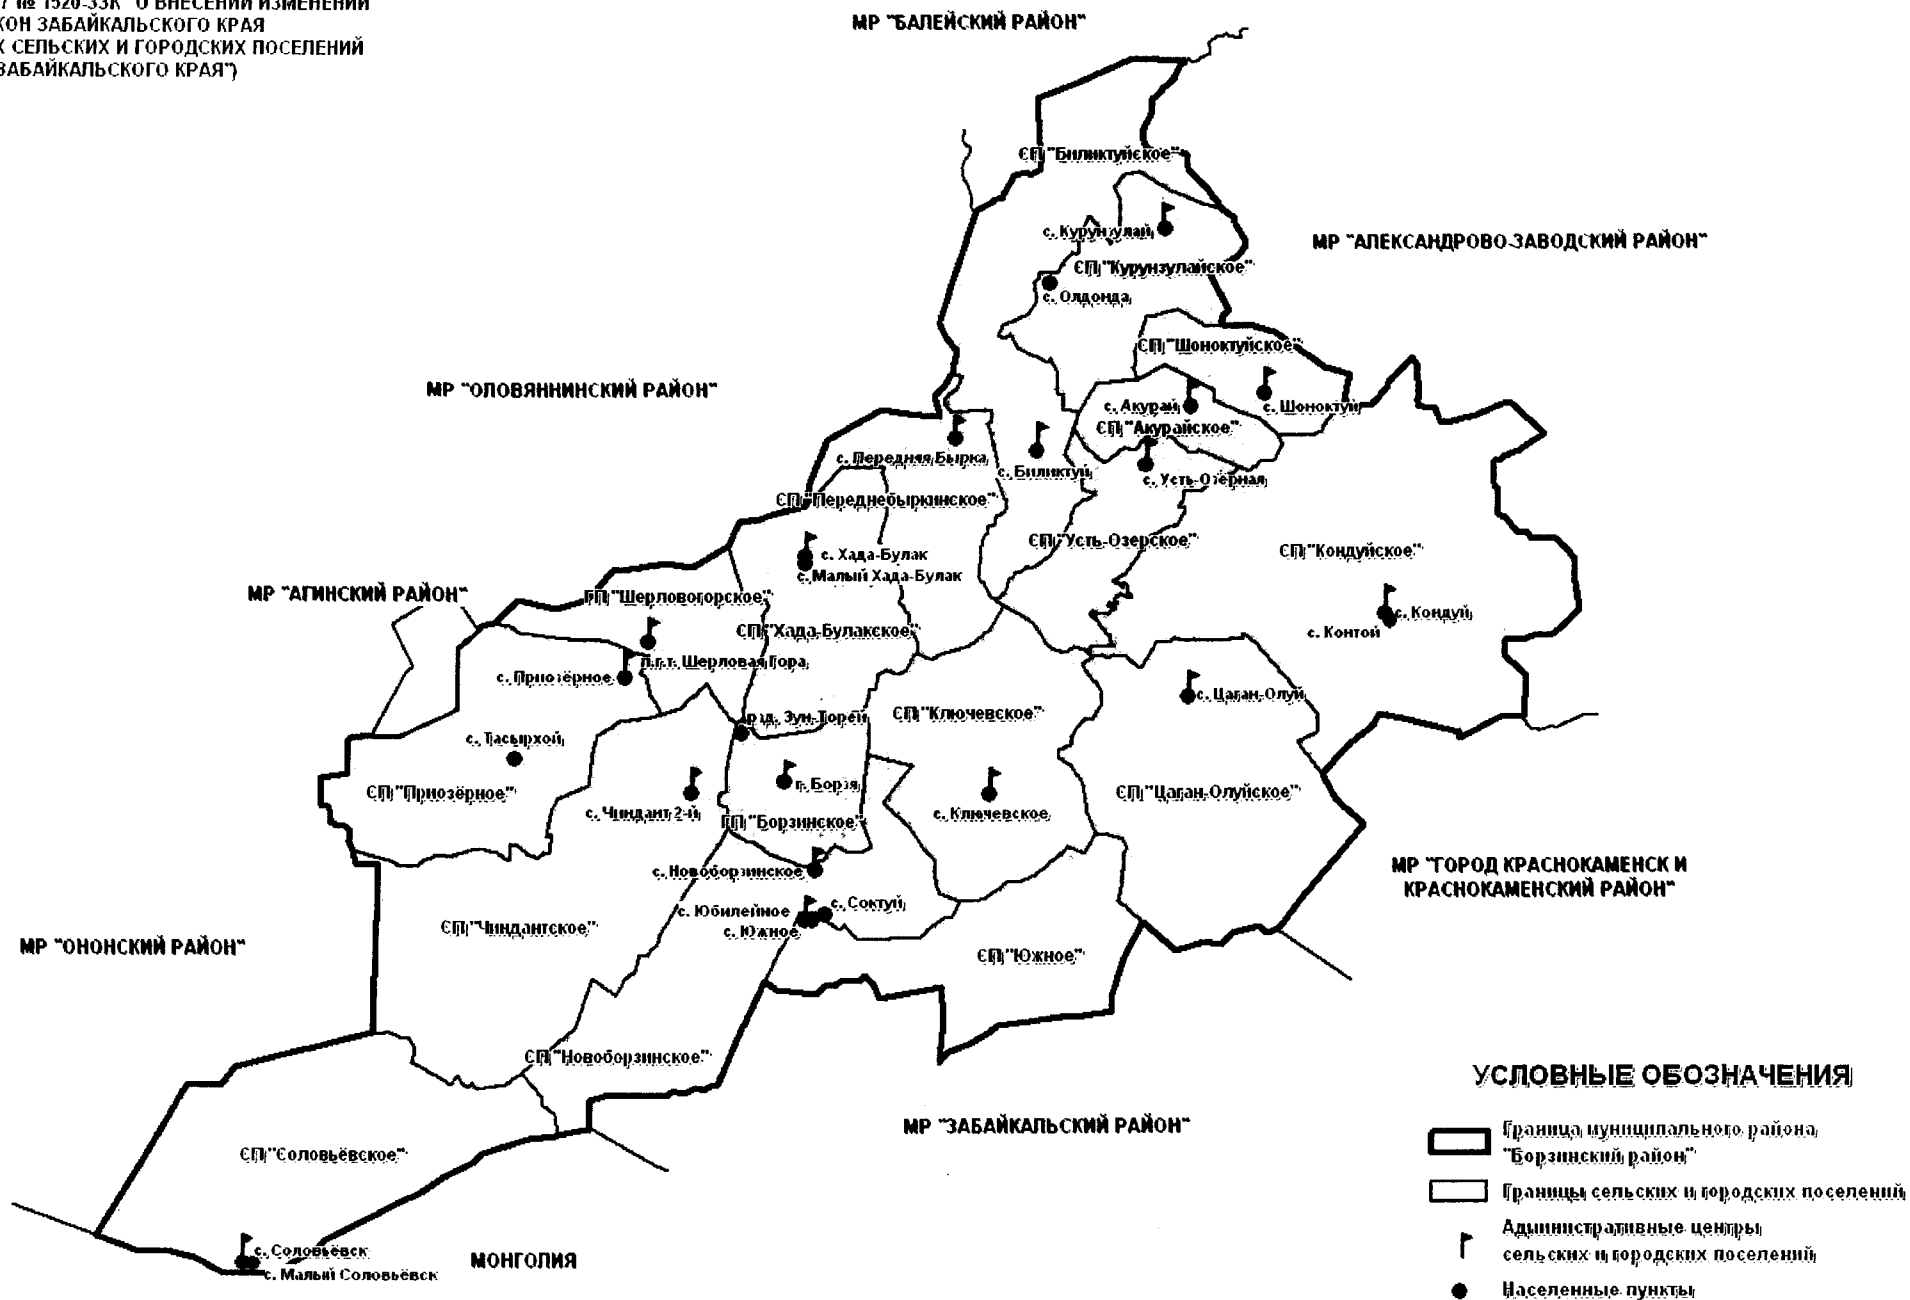 № 1520-ЗЗК "О ВНЕСЕНИИ ИЗМЕНЕНИЙ
КОН ЗАБАЙКАЛЬСКОГО КРАЯ
Х СЕЛЬСКИХ И ГОРОДСКИХ ПОСЕЛЕНИЙ
ЗАБАЙКАЛЬСКОГО КРАЯ")
МР "БАЛЕЙСКИЙ РАЙОН"
СП "Биликтуйское"
с. Курунзулай
МР "АЛЕКСАНДРОВО-ЗАВОДСКИЙ РАЙОН"
СП "Курунзулайское"
с. Олдонда
СП "Шоноктуйское"
МР "ОЛОВЯННИНСКИЙ РАЙОН"
с. Акурай
с. Шоноктуй
СП "Акурайское"
с. Передняя Бырка
с. Биликтуй
с. Усть-Озёрная
СП "Переднебыркинское"
СП "Усть-Озерское"
СП "Кондуйское"
с. Хада-Булак
с. Малый Хада-Булак
МР "АГИНСКИЙ РАЙОН"
ГП "Шерловогорское"
с. Кондуй
с. Контой
СП "Хада-Булакское"
п.г.т. Шерловая Гора
с. Приозёрное
с. Цаган-Олуй
СП "Ключевское"
рзд. Зун-Торей
с. Тасырхой
г. Борзя
СП "Приозёрное"
СП "Цаган-Олуйское"
с. Чиндант 2-й
с. Ключевское
ГП "Борзинское"
МР "ГОРОД КРАСНОКАМЕНСК И
КРАСНОКАМЕНСКИЙ РАЙОН"
с. Новоборзинское
с. Соктуй
с. Юбилейное
с. Южное
СП "Чиндантское"
МР "ОНОНСКИЙ РАЙОН"
СП "Южное"
СП "Новоборзинское"
УСЛОВНЫЕ ОБОЗНАЧЕНИЯ
МР "ЗАБАЙКАЛЬСКИЙ РАЙОН"
Граница муниципального района
"Борзинский район"
СП "Соловьёвское"
Границы сельских и городских поселений
Административные центры
сельских и городских поселений
с. Соловьёвск
МОНГОЛИЯ
с. Малый Соловьёвск
Населенные пункты